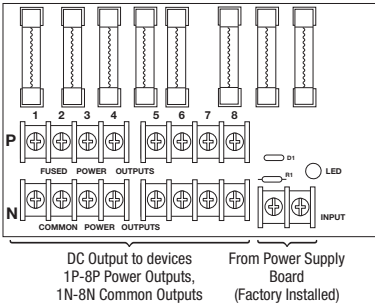 1 2 3 4 5 6 7 8
P
FUSED POWER OUTPUTS
D1
R1
LED
N
COMMON POWER OUTPUTS
INPUT
DC Output to devices
1P-8P Power Outputs,
1N-8N Common Outputs
From Power Supply
Board
(Factory Installed)